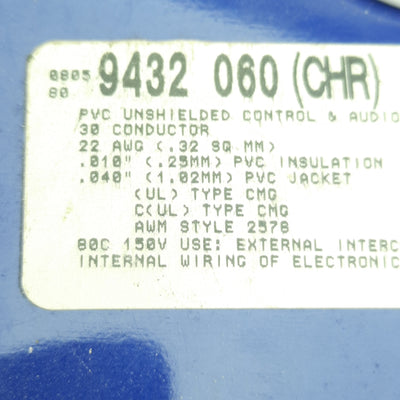 0805 9432 060 (CHR)
80
PVC UNSHIELDED CONTROL & AUDIO
30 CONDUCTOR
22 AWG (.32 SQ MM)
.010" (.25MM) PVC INSULATION
.040" (1.02MM) PVC JACKET
(UL) TYPE CMG
C(UL) TYPE CMG
AWM STYLE 2578
80C 150V USE: EXTERNAL INTERC
INTERNAL WIRING OF ELECTRONIC